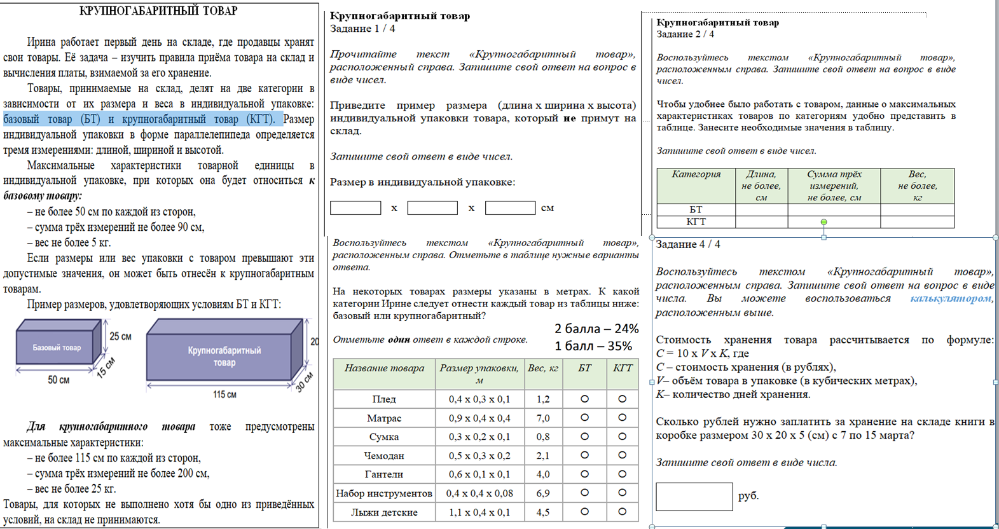 КРУПНОГАБАРИТНЫЙ ТОВАР
Ирина работает первый день на складе, где продавцы хранят
свои товары. Её задача – изучить правила приёма товара на склад и
вычисления платы, взимаемой за его хранение.
Товары, принимаемые на склад, делят на две категории в
зависимости от их размера и веса в индивидуальной упаковке:
базовый товар (БТ) и крупногабаритный товар (КГТ). Размер
индивидуальной упаковки в форме параллелепипеда определяется
тремя измерениями: длиной, шириной и высотой.
Максимальные характеристики товарной единицы в
индивидуальной упаковке, при которых она будет относиться к
базовому товару:
– не более 50 см по каждой из сторон,
– сумма трёх измерений не более 90 см,
– вес не более 5 кг.
Если размеры или вес упаковки с товаром превышают эти
допустимые значения, он может быть отнесён к крупногабаритным
товарам.
Пример размеров, удовлетворяющих условиям БТ и КГТ:
Базовый товар
25 см
15 см
50 см
Крупногабаритный
товар
20
30 см
115 см
Для крупногабаритного товара тоже предусмотрены
максимальные характеристики:
– не более 115 см по каждой из сторон,
– сумма трёх измерений не более 200 см,
– вес не более 25 кг.
Товары, для которых не выполнено хотя бы одно из приведённых
условий, на склад не принимаются.
Крупногабаритный товар
Задание 1 / 4
Прочитайте текст «Крупногабаритный товар»,
расположенный справа. Запишите свой ответ на вопрос в
виде чисел.
Приведите пример размера (длина х ширина х высота)
индивидуальной упаковки товара, который не примут на
склад.
Запишите свой ответ в виде чисел.
Размер в индивидуальной упаковке:
х х см
Воспользуйтесь текстом «Крупногабаритный товар»,
расположенным справа. Отметьте в таблице нужные варианты
ответа.
На некоторых товарах размеры указаны в метрах. К какой
категории Ирине следует отнести каждый товар из таблицы ниже:
базовый или крупногабаритный?
2 балла – 24%
Отметьте один ответ в каждой строке.
1 балл – 35%
Название товара Размер упаковки, м Вес, кг БТ КГТ
Плед 0,4 х 0,3 х 0,1 1,2
Матрас 0,9 х 0,4 х 0,4 7,0
Сумка 0,3 х 0,2 х 0,1 0,8
Чемодан 0,5 х 0,3 х 0,2 2,1
Гантели 0,6 х 0,1 х 0,1 4,0
Набор инструментов 0,4 х 0,4 х 0,08 6,9
Лыжи детские 1,1 х 0,4 х 0,1 4,5
Крупногабаритный товар
Задание 2 / 4
Воспользуйтесь текстом «Крупногабаритный товар»,
расположенным справа. Запишите свой ответ на вопрос в виде
чисел.
Чтобы удобнее было работать с товаром, данные о максимальных
характеристиках товаров по категориям удобно представить в
таблице. Занесите необходимые значения в таблицу.
Запишите свой ответ в виде чисел.
Категория Длина, не более, см Сумма трёх измерений, не более, см Вес, не более, кг
БТ
КГТ
Задание 4 / 4
Воспользуйтесь текстом «Крупногабаритный товар»,
расположенным справа. Запишите свой ответ на вопрос в виде
числа. Вы можете воспользоваться калькулятором,
расположенным выше.
Стоимость хранения товара рассчитывается по формуле:
С = 10 х V х K, где
С – стоимость хранения (в рублях),
V– объём товара в упаковке (в кубических метрах),
K– количество дней хранения.
Сколько рублей нужно заплатить за хранение на складе книги в
коробке размером 30 х 20 х 5 (см) с 7 по 15 марта?
Запишите свой ответ в виде числа.
руб.